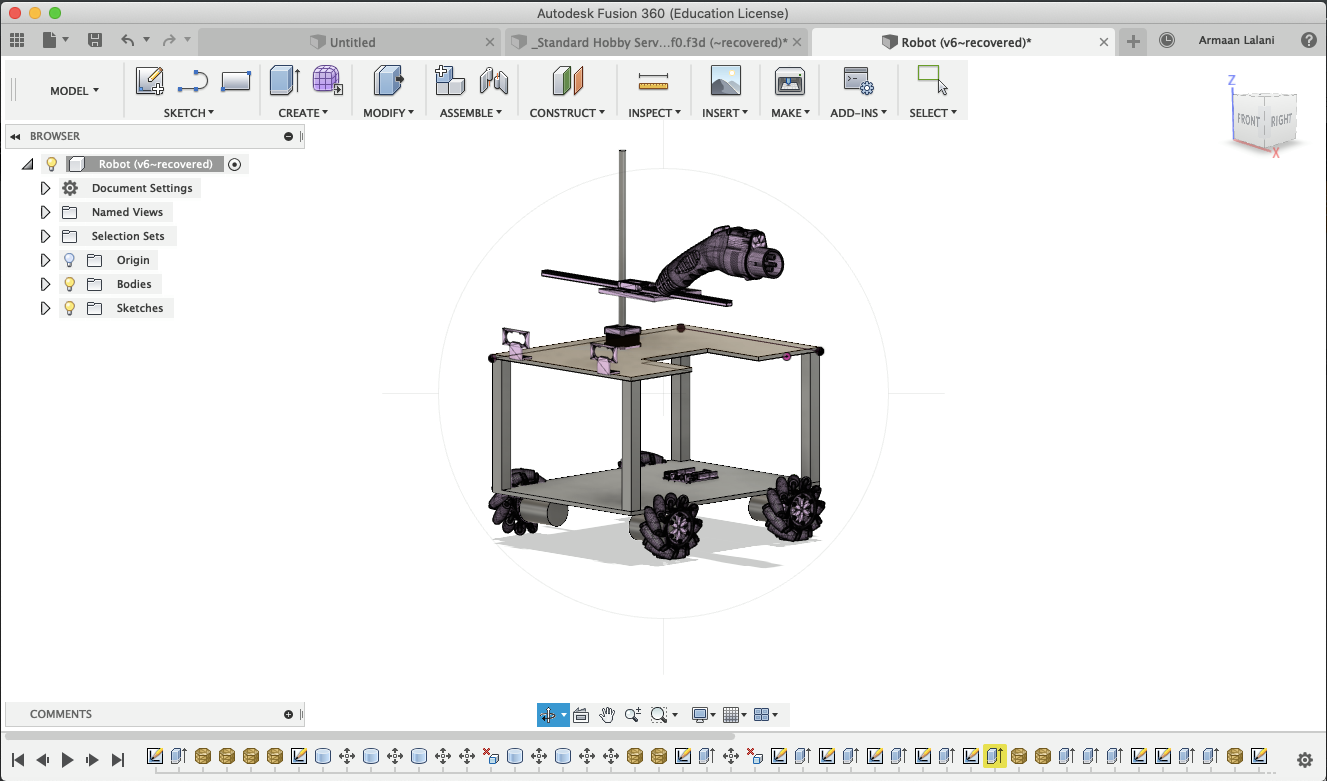 Autodesk Fusion 360 (Education License)
Untitled
_Standard Hobby Serv...f0.f3d (~recovered)*
Robot (v6~recovered)*
Armaan Lalani
MODEL
SKETCH
CREATE
MODIFY
ASSEMBLE
CONSTRUCT
INSPECT
INSERT
MAKE
ADD-INS
SELECT
Z
FRONT
RIGHT
X
BROWSER
Robot (v6~recovered)
Document Settings
Named Views
Selection Sets
Origin
Bodies
Sketches
COMMENTS